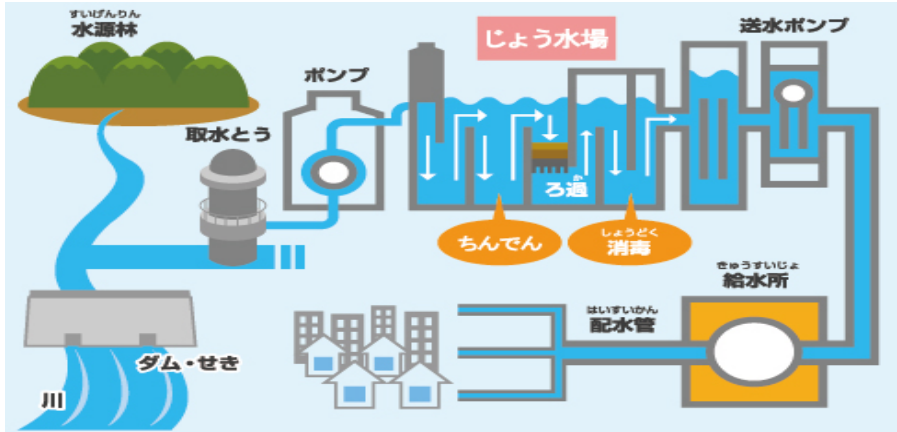 すいげんりん
水源林
じょう水場
送水ポンプ
ポンプ
取水とう
か
ろ過
ちんでん
しょうどく
消毒
きゅうすいじょ
給水所
はいすいかん
配水管
ダム・せき
川